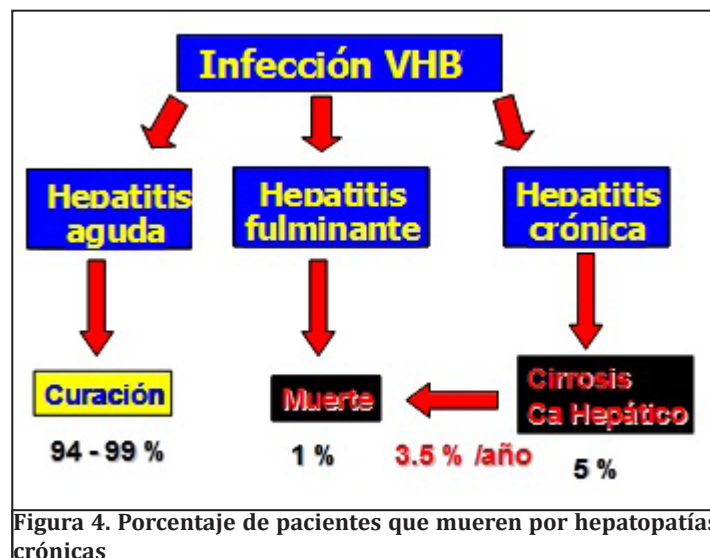 Infección VHB
Hepatitis
aguda
Hepatitis
fulminante
Hepatitis
crónica
Curación
Muerte
Cirrosis
Ca Hepático
94 - 99 %
1 %
3.5 % /año
5 %
Figura 4. Porcentaje de pacientes que mueren por hepatopatías
crónicas